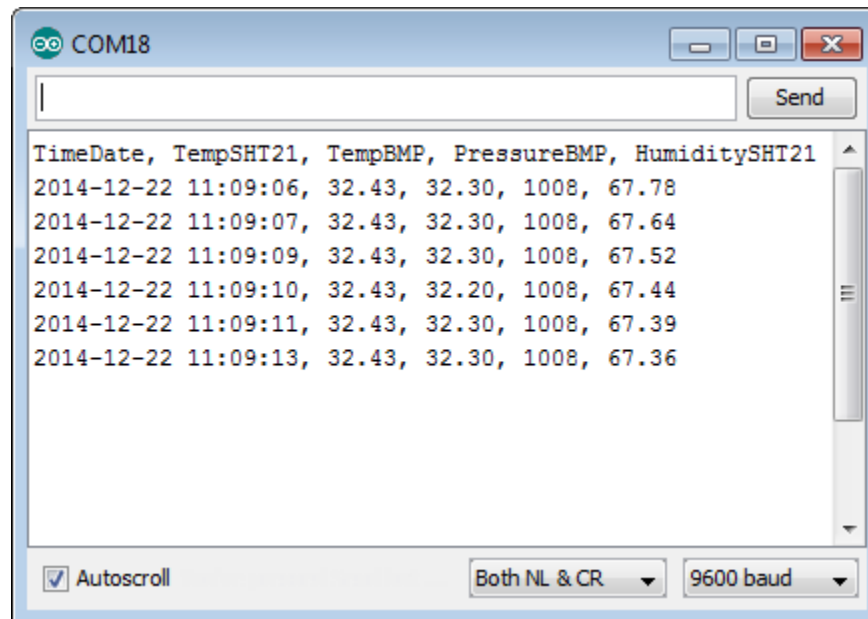 COM18
Send
TimeDate, TempSHT21, TempBMP, PressureBMP, HumiditySHT21
2014-12-22 11:09:06, 32.43, 32.30, 1008, 67.78
2014-12-22 11:09:07, 32.43, 32.30, 1008, 67.64
2014-12-22 11:09:09, 32.43, 32.30, 1008, 67.52
2014-12-22 11:09:10, 32.43, 32.20, 1008, 67.44
2014-12-22 11:09:11, 32.43, 32.30, 1008, 67.39
2014-12-22 11:09:13, 32.43, 32.30, 1008, 67.36
Autoscroll Both NL & CR 9600 baud